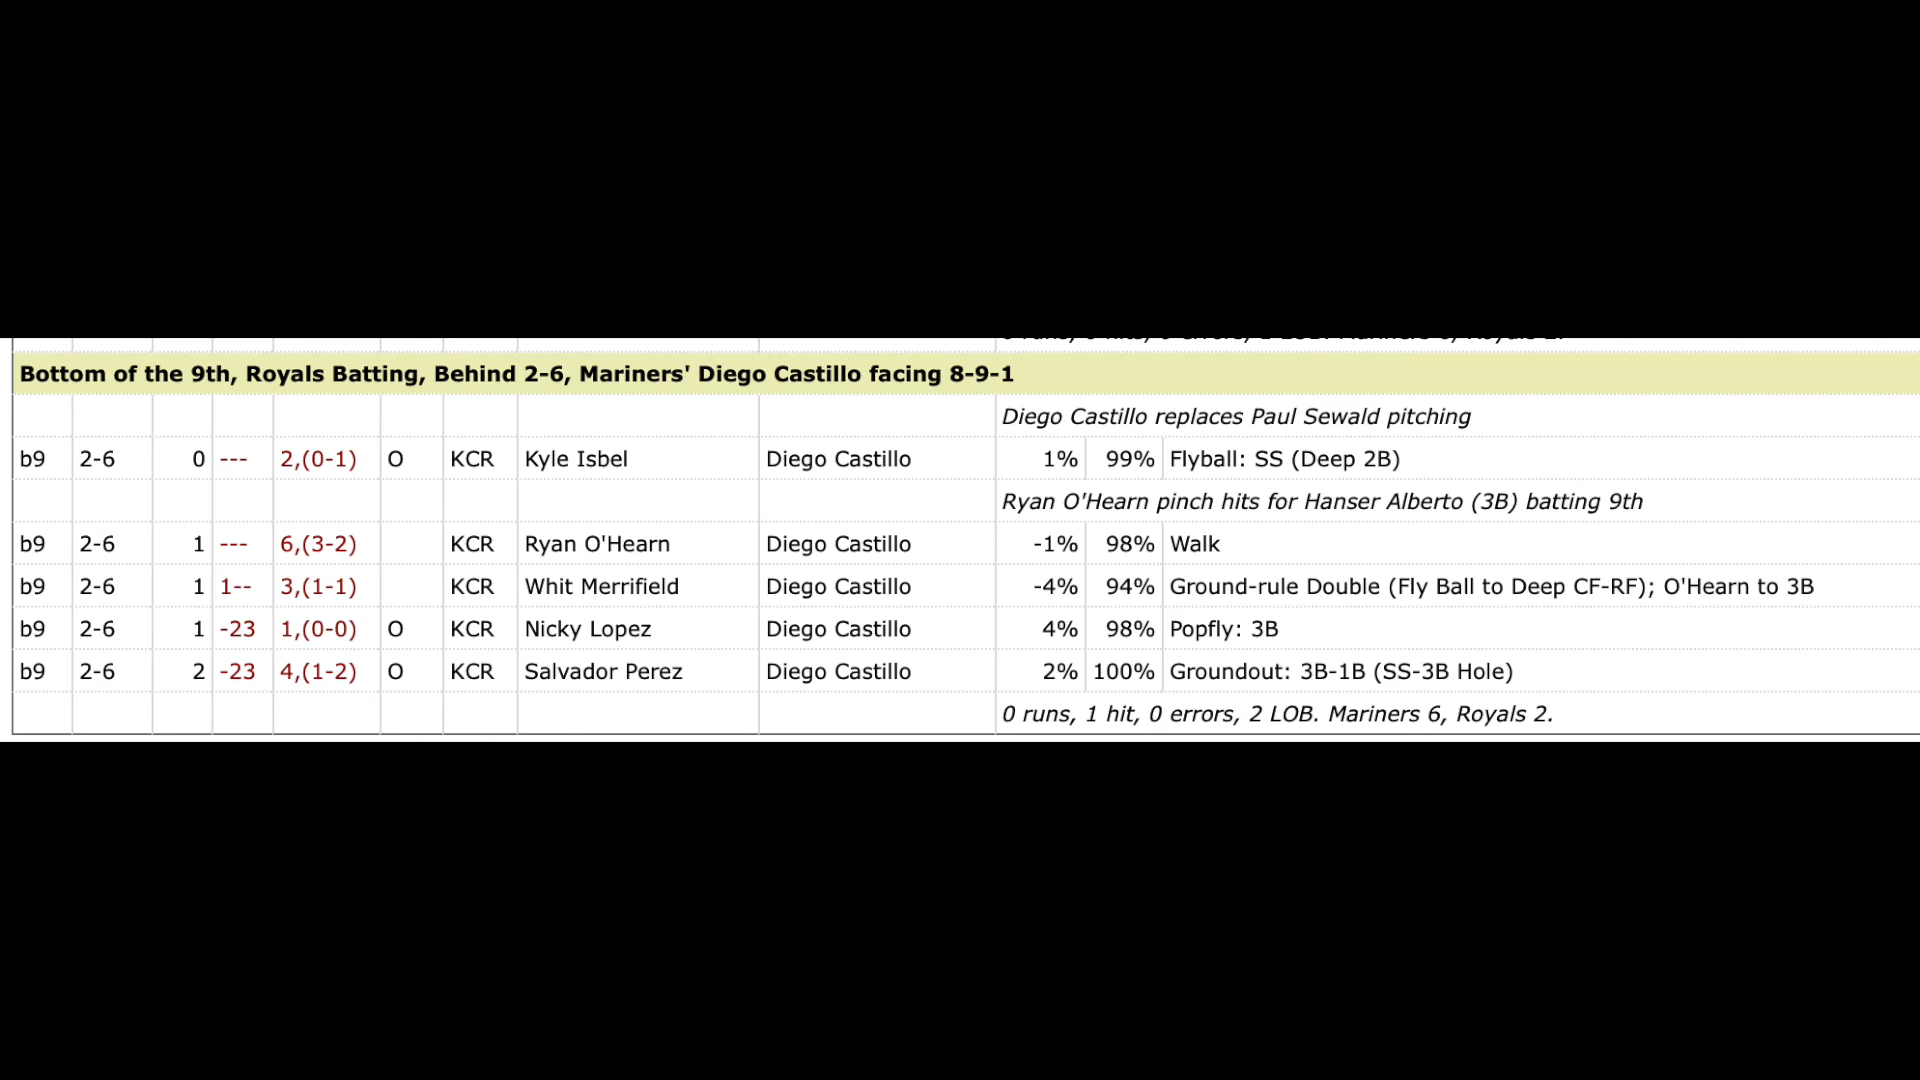 Bottom of the 9th, Royals Batting, Behind 2-6, Mariners' Diego Castillo facing 8-9-1
Diego Castillo replaces Paul Sewald pitching
b9 2-6 0 --- 2,(0-1) O KCR Kyle Isbel Diego Castillo 1% 99% Flyball: SS (Deep 2B)
Ryan O'Hearn pinch hits for Hanser Alberto (3B) batting 9th
b9 2-6 1 --- 6,(3-2) KCR Ryan O'Hearn Diego Castillo -1% 98% Walk
b9 2-6 1 1-- 3,(1-1) KCR Whit Merrifield Diego Castillo -4% 94% Ground-rule Double (Fly Ball to Deep CF-RF); O'Hearn to 3B
b9 2-6 1 -23 1,(0-0) O KCR Nicky Lopez Diego Castillo 4% 98% Popfly: 3B
b9 2-6 2 -23 4,(1-2) O KCR Salvador Perez Diego Castillo 2% 100% Groundout: 3B-1B (SS-3B Hole)
0 runs, 1 hit, 0 errors, 2 LOB. Mariners 6, Royals 2.